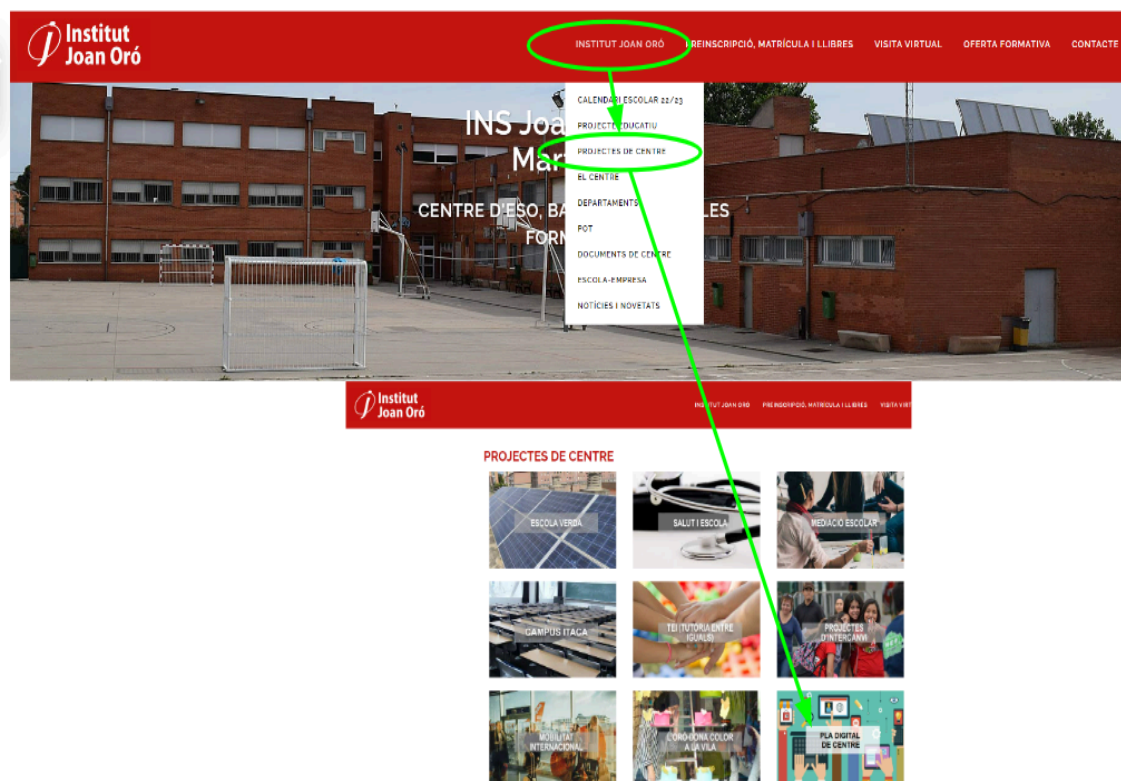 Institut
Joan Oró
INSTITUT JOAN ORÓ
PREINSCRIPCIÓ, MATRÍCULA I LLIBRES
VISITA VIRTUAL
OFERTA FORMATIVA
CONTACTE
INS Joa
Mar
CENTRE D'ESO, BA
LES
FORM
CALENDARI ESCOLAR 22/23
PROJECTE EDUCATIU
PROJECTES DE CENTRE
EL CENTRE
DEPARTAMENTS
POT
DOCUMENTS DE CENTRE
ESCOLA-EMPRESA
NOTÍCIES I NOVETATS
Institut
Joan Oró
INSTITUT JOAN ORÓ
PREINSCRIPCIÓ, MATRÍCULA I LLIBRES
VISITA VIRT
PROJECTES DE CENTRE
ESCOLA VERDA
SALUT I ESCOLA
MEDIACIÓ ESCOLAR
CAMPUS ITACA
TEI (TUTORIA ENTRE
IGUALS)
PROJECTES
D'INTERCANVI
MOBILITAT
INTERNACIONAL
L'ORÓ DONA COLOR
A LA VILA
PLA DIGITAL
DE CENTRE